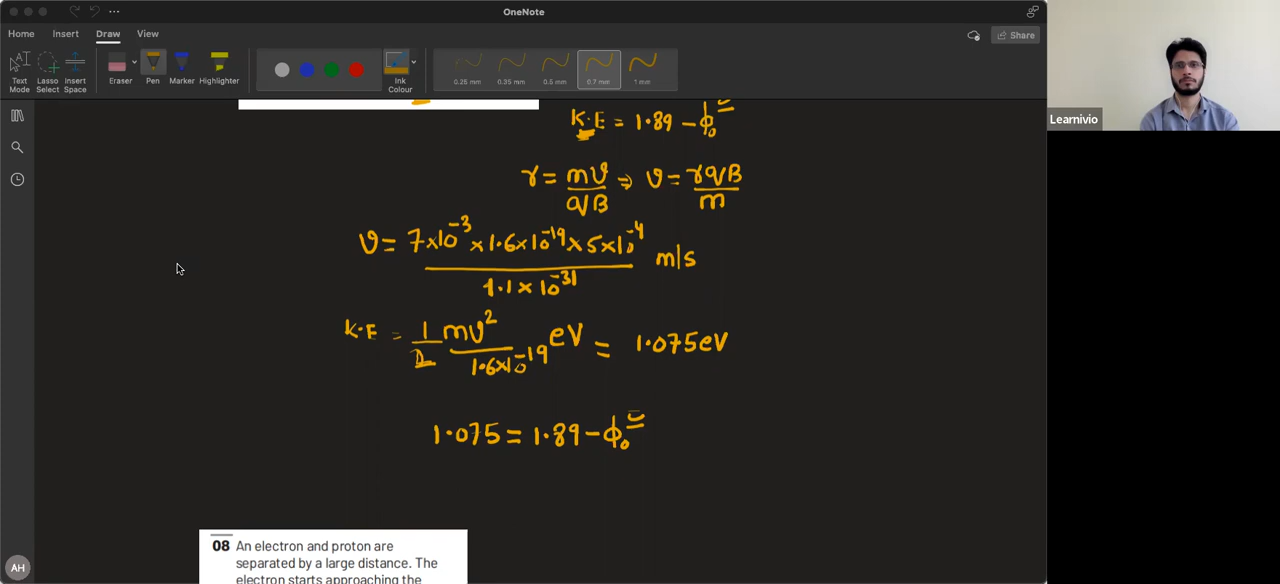 OneNote
Home Insert Draw View
Share
Text Mode
Lasso Select
Insert Space
Eraser
Pen
Marker
Highlighter
Ink Colour
0.25 mm
0.35 mm
0.5 mm
0.7 mm
1 mm
Learnivio
K.E = 1.89 - ϕ₀
r = mv/qB ⇒ v = rqB/m
v = 7×10⁻³ × 1.6×10⁻¹⁹ × 5×10⁻⁴ / 9.1×10⁻³¹ m/s
K.E = 1/2 mv²/1.6×10⁻¹⁹ eV = 1.075eV
1.075 = 1.89 - ϕ₀
08 An electron and proton are
separated by a large distance. The
electron starts approaching the
AH